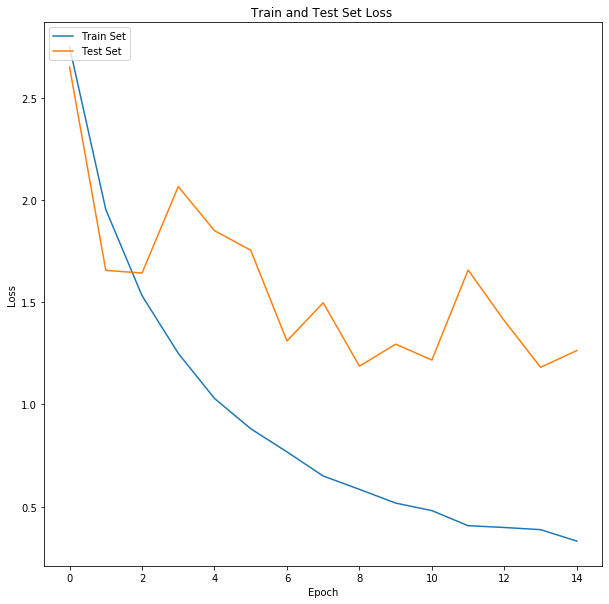 Train and Test Set Loss
Train Set
Test Set
2.5
2.0
1.5
1.0
0.5
Loss
0 2 4 6 8 10 12 14
Epoch